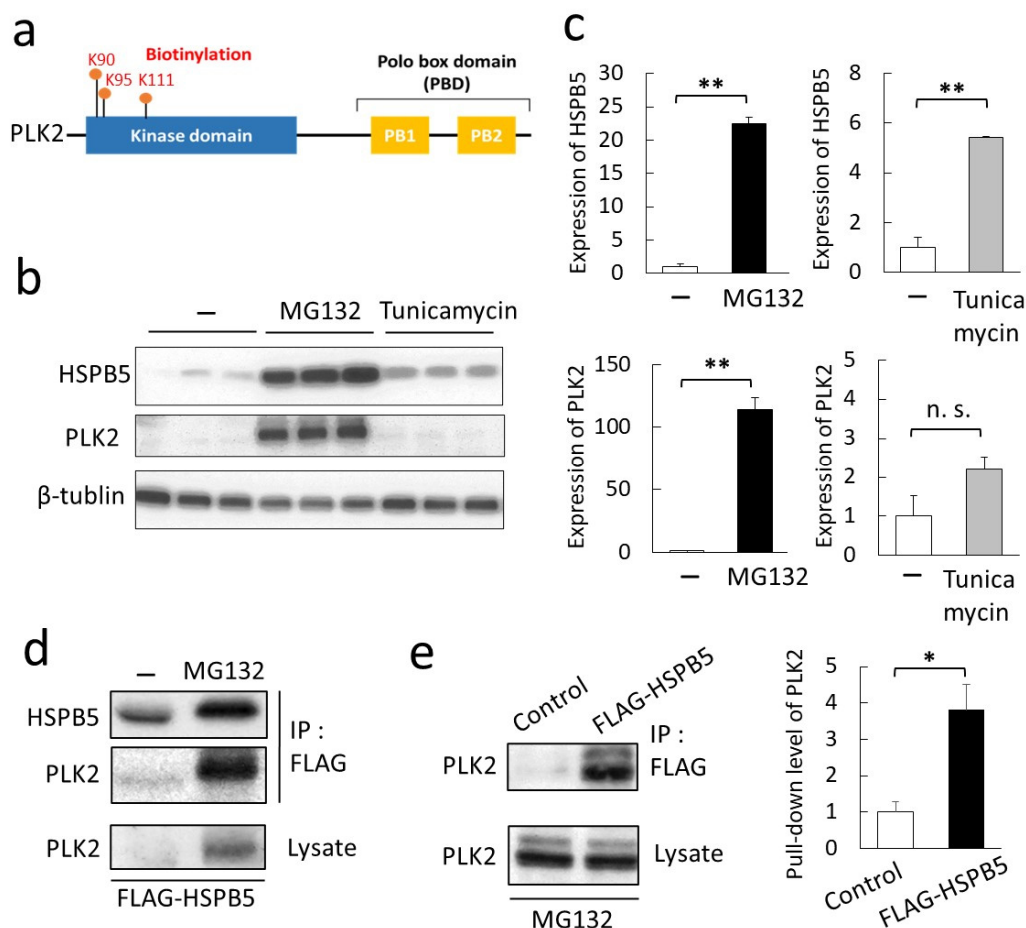 a
K90
Biotinylation
K95
K111
Polo box domain
(PBD)
PLK2
Kinase domain
PB1
PB2
b
– MG132 Tunicamycin
HSPB5
PLK2
β-tublin
c
Expression of HSPB5
30
25
20
15
10
5
0
**
– MG132
Expression of HSPB5
8
6
4
2
0
**
– Tunica
mycin
Expression of PLK2
150
100
50
0
**
– MG132
Expression of PLK2
5
4
3
2
1
0
n. s.
– Tunica
mycin
d
– MG132
HSPB5
PLK2
IP :
FLAG
PLK2
Lysate
FLAG-HSPB5
e
Control
FLAG-HSPB5
PLK2
IP :
FLAG
PLK2
Lysate
MG132
Pull-down level of PLK2
5
4
3
2
1
0
*
Control
FLAG-HSPB5